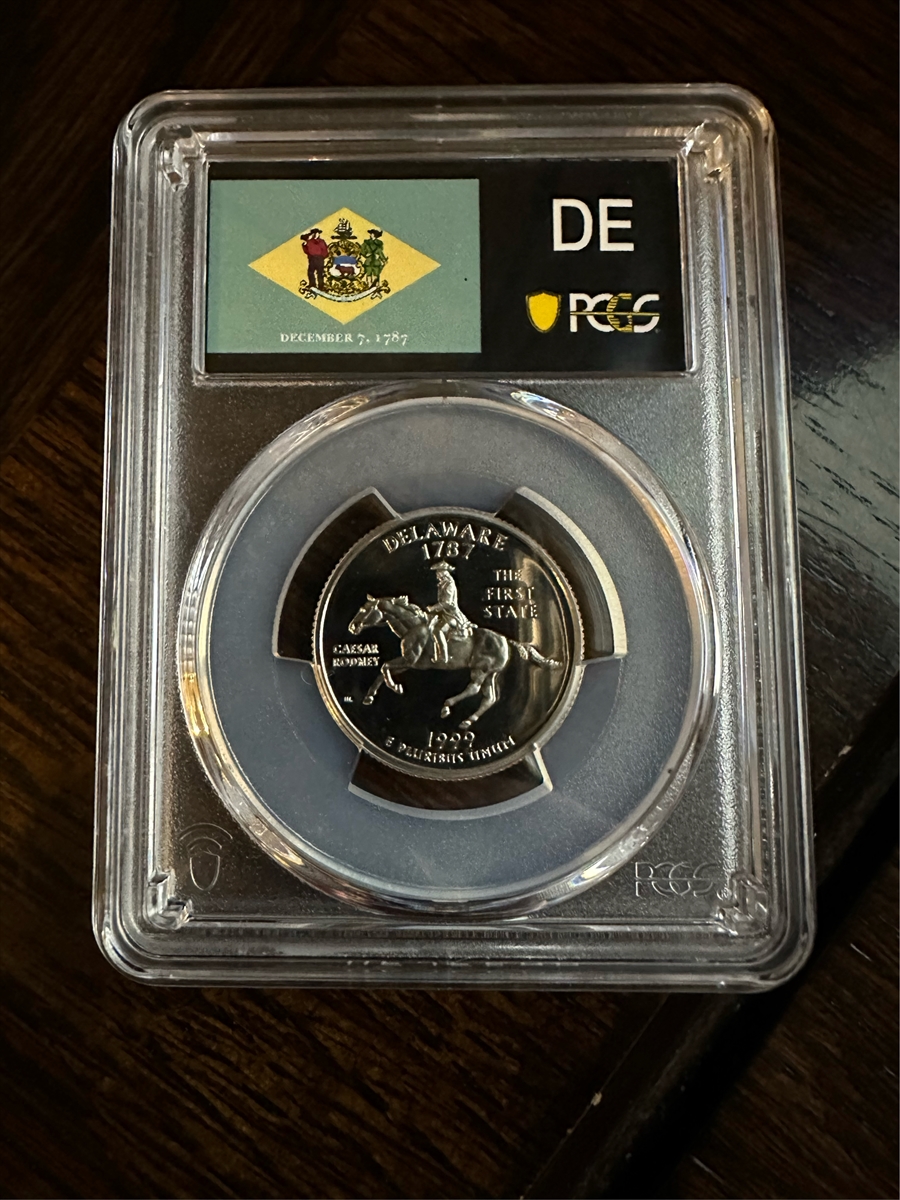 DE
PCGS
DECEMBER 7, 1787
DELAWARE
1787
THE
FIRST
STATE
CAESAR
RODNEY
1999
E PLURIBUS UNUM
PCGS